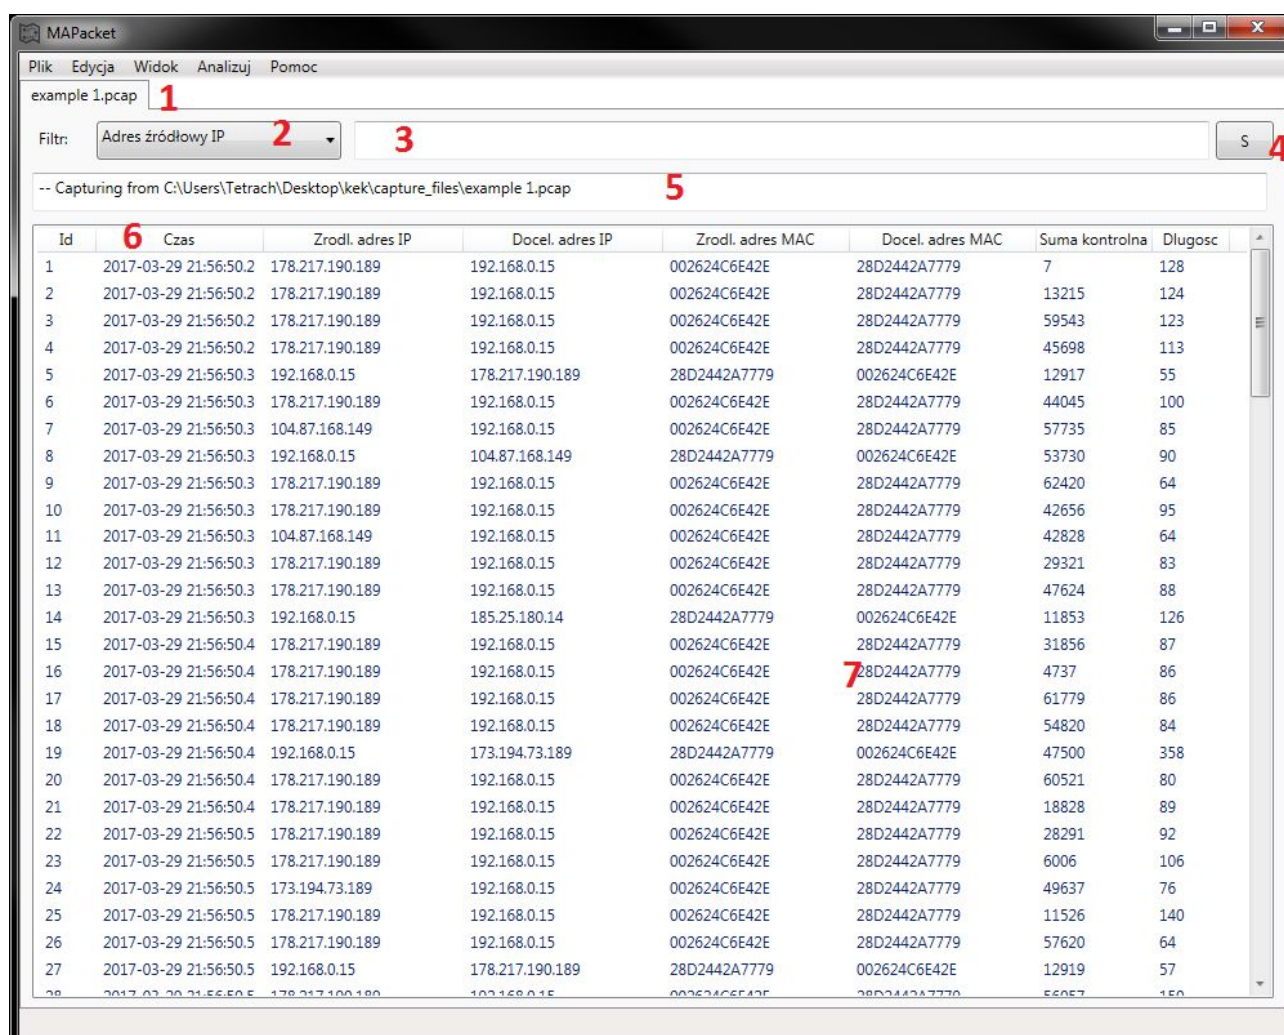 MAPacket
Plik Edycja Widok Analizuj Pomoc
example 1.pcap 1
Filtr: Adres źródłowy IP 2 3 S 4
-- Capturing from C:\Users\Tetrach\Desktop\kek\capture_files\example 1.pcap 5
Id 6 Czas Zrodl. adres IP Docel. adres IP Zrodl. adres MAC Docel. adres MAC Suma kontrolna Dlugosc
1 2017-03-29 21:56:50.2 178.217.190.189 192.168.0.15 002624C6E42E 28D2442A7779 7 128
2 2017-03-29 21:56:50.2 178.217.190.189 192.168.0.15 002624C6E42E 28D2442A7779 13215 124
3 2017-03-29 21:56:50.2 178.217.190.189 192.168.0.15 002624C6E42E 28D2442A7779 59543 123
4 2017-03-29 21:56:50.2 178.217.190.189 192.168.0.15 002624C6E42E 28D2442A7779 45698 113
5 2017-03-29 21:56:50.3 192.168.0.15 178.217.190.189 28D2442A7779 002624C6E42E 12917 55
6 2017-03-29 21:56:50.3 178.217.190.189 192.168.0.15 002624C6E42E 28D2442A7779 44045 100
7 2017-03-29 21:56:50.3 104.87.168.149 192.168.0.15 002624C6E42E 28D2442A7779 57735 85
8 2017-03-29 21:56:50.3 192.168.0.15 104.87.168.149 28D2442A7779 002624C6E42E 53730 90
9 2017-03-29 21:56:50.3 178.217.190.189 192.168.0.15 002624C6E42E 28D2442A7779 62420 64
10 2017-03-29 21:56:50.3 178.217.190.189 192.168.0.15 002624C6E42E 28D2442A7779 42656 95
11 2017-03-29 21:56:50.3 104.87.168.149 192.168.0.15 002624C6E42E 28D2442A7779 42828 64
12 2017-03-29 21:56:50.3 178.217.190.189 192.168.0.15 002624C6E42E 28D2442A7779 29321 83
13 2017-03-29 21:56:50.3 178.217.190.189 192.168.0.15 002624C6E42E 28D2442A7779 47624 88
14 2017-03-29 21:56:50.3 192.168.0.15 185.25.180.14 28D2442A7779 002624C6E42E 11853 126
15 2017-03-29 21:56:50.4 178.217.190.189 192.168.0.15 002624C6E42E 28D2442A7779 31856 87
16 2017-03-29 21:56:50.4 178.217.190.189 192.168.0.15 002624C6E42E 7 28D2442A7779 4737 86
17 2017-03-29 21:56:50.4 178.217.190.189 192.168.0.15 002624C6E42E 28D2442A7779 61779 86
18 2017-03-29 21:56:50.4 178.217.190.189 192.168.0.15 002624C6E42E 28D2442A7779 54820 84
19 2017-03-29 21:56:50.4 192.168.0.15 173.194.73.189 28D2442A7779 002624C6E42E 47500 358
20 2017-03-29 21:56:50.4 178.217.190.189 192.168.0.15 002624C6E42E 28D2442A7779 60521 80
21 2017-03-29 21:56:50.4 178.217.190.189 192.168.0.15 002624C6E42E 28D2442A7779 18828 89
22 2017-03-29 21:56:50.5 178.217.190.189 192.168.0.15 002624C6E42E 28D2442A7779 28291 92
23 2017-03-29 21:56:50.5 178.217.190.189 192.168.0.15 002624C6E42E 28D2442A7779 6006 106
24 2017-03-29 21:56:50.5 173.194.73.189 192.168.0.15 002624C6E42E 28D2442A7779 49637 76
25 2017-03-29 21:56:50.5 178.217.190.189 192.168.0.15 002624C6E42E 28D2442A7779 11526 140
26 2017-03-29 21:56:50.5 178.217.190.189 192.168.0.15 002624C6E42E 28D2442A7779 57620 64
27 2017-03-29 21:56:50.5 192.168.0.15 178.217.190.189 28D2442A7779 002624C6E42E 12919 57